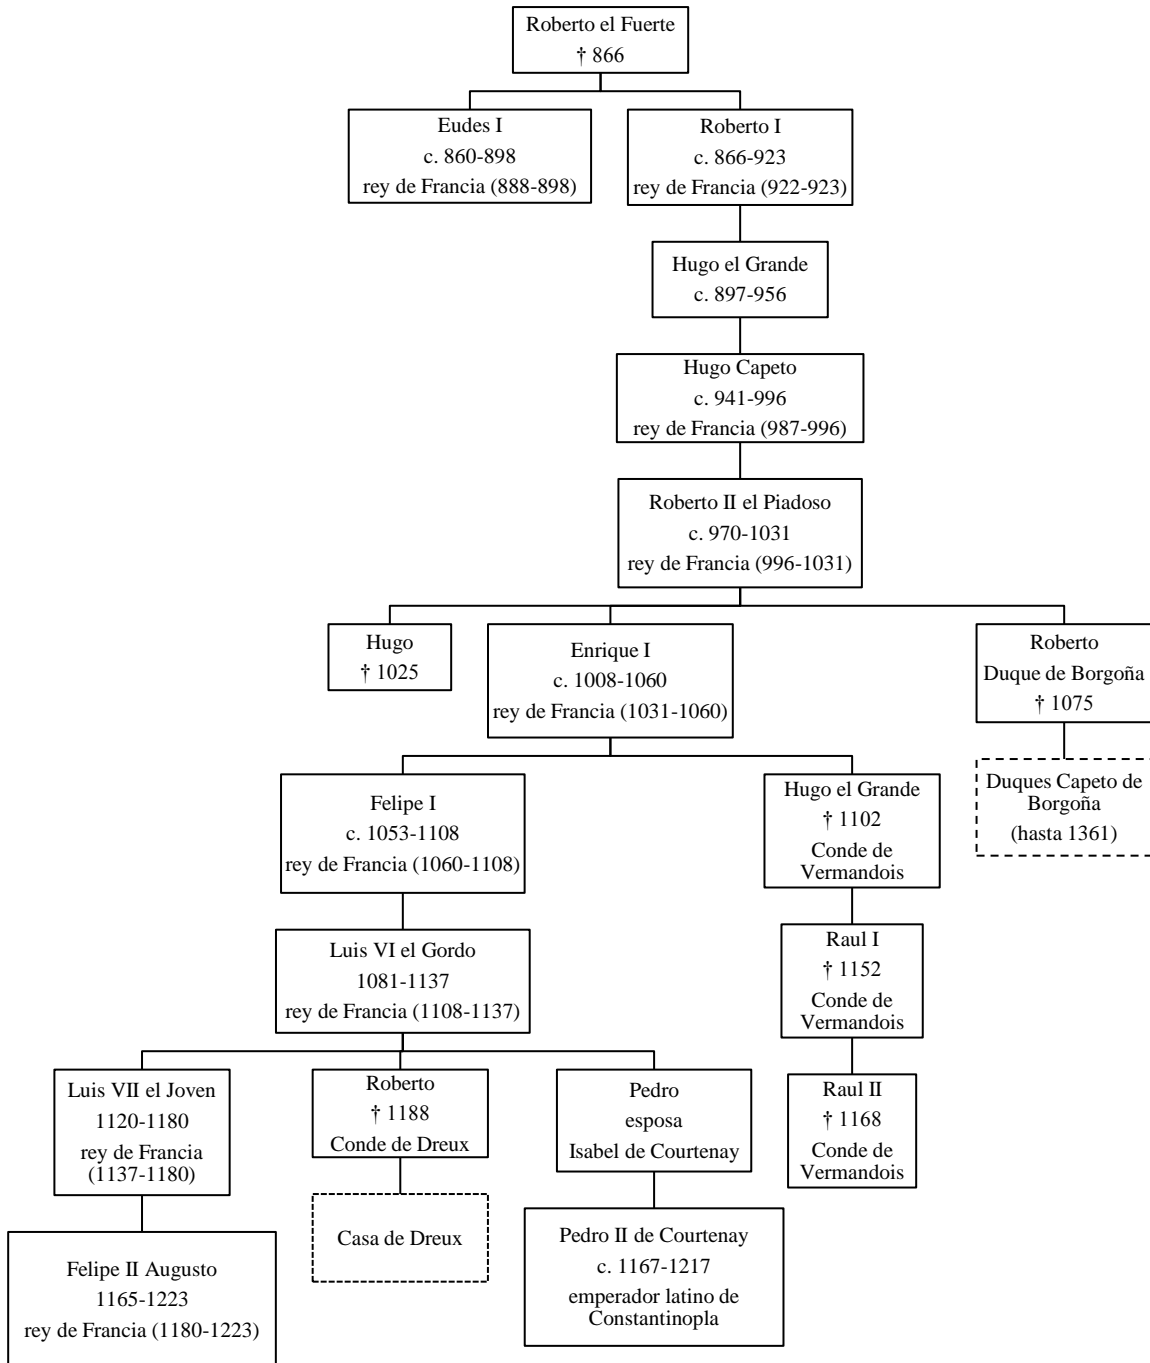 Roberto el Fuerte
† 866
Eudes I
c. 860-898
rey de Francia (888-898)
Roberto I
c. 866-923
rey de Francia (922-923)
Hugo el Grande
c. 897-956
Hugo Capeto
c. 941-996
rey de Francia (987-996)
Roberto II el Piadoso
c. 970-1031
rey de Francia (996-1031)
Hugo
† 1025
Enrique I
c. 1008-1060
rey de Francia (1031-1060)
Roberto
Duque de Borgoña
† 1075
Felipe I
c. 1053-1108
rey de Francia (1060-1108)
Hugo el Grande
† 1102
Conde de
Vermandois
Duques Capeto de
Borgoña
(hasta 1361)
Luis VI el Gordo
1081-1137
rey de Francia (1108-1137)
Raul I
† 1152
Conde de
Vermandois
Luis VII el Joven
1120-1180
rey de Francia
(1137-1180)
Roberto
† 1188
Conde de Dreux
Pedro
esposa
Isabel de Courtenay
Raul II
† 1168
Conde de
Vermandois
Felipe II Augusto
1165-1223
rey de Francia (1180-1223)
Casa de Dreux
Pedro II de Courtenay
c. 1167-1217
emperador latino de
Constantinopla